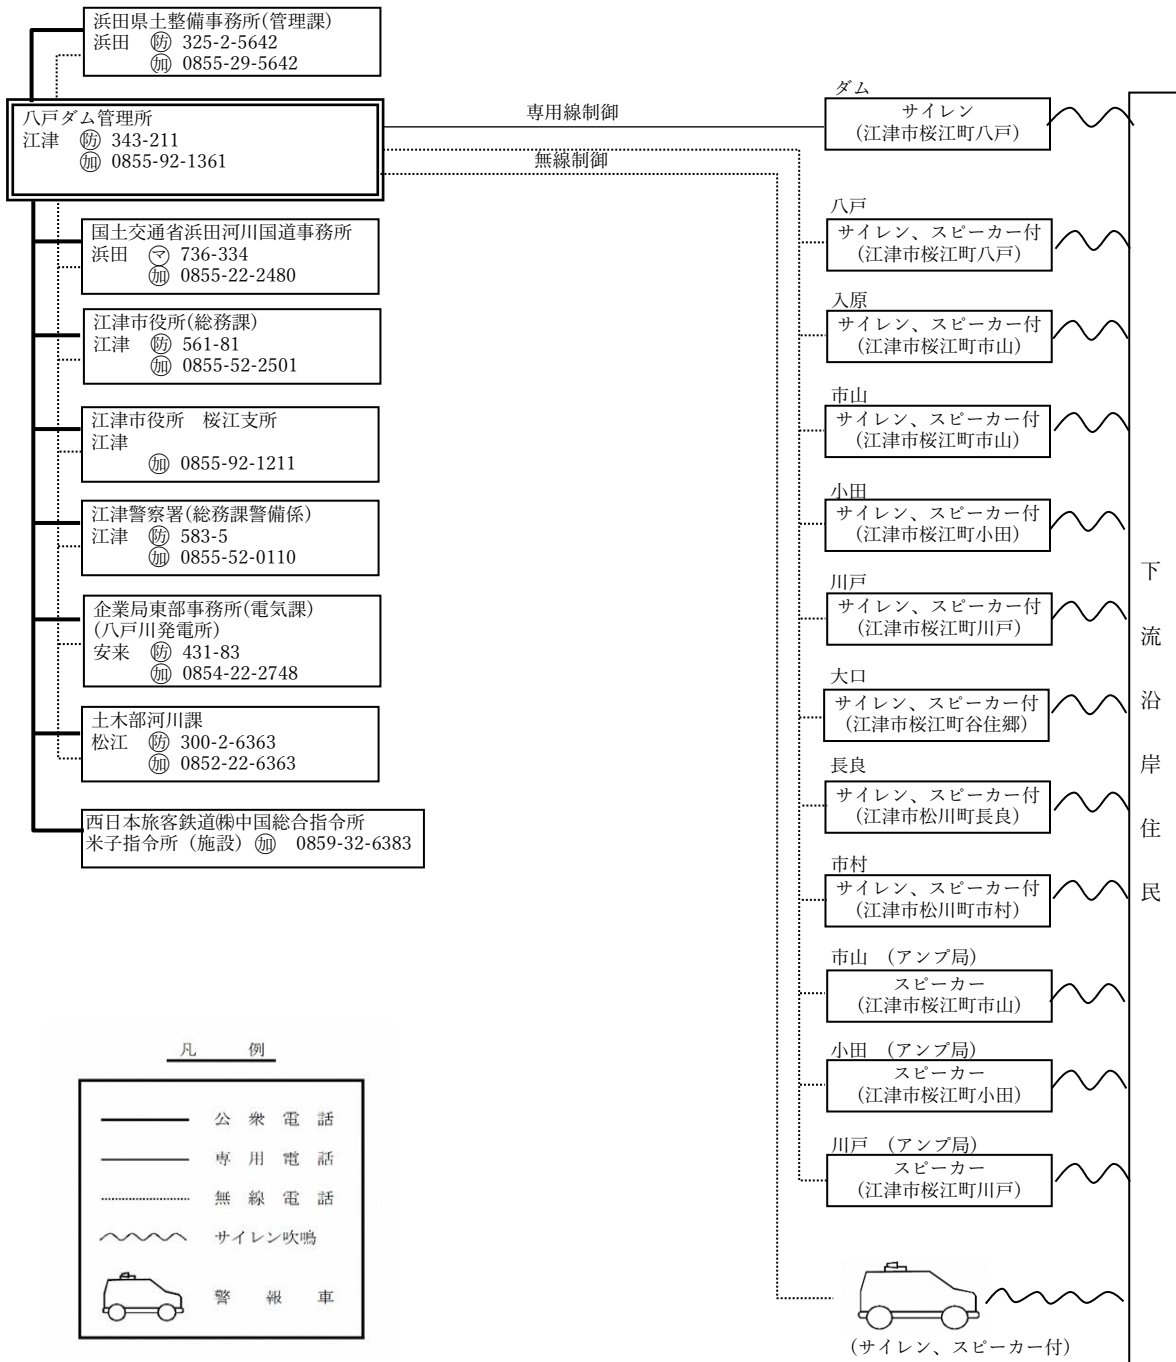 浜田県土整備事務所(管理課)
浜田 ㊖ 325-2-5642
㊎ 0855-29-5642
八戸ダム管理所
江津 防 343-211
加 0855-92-1361
国土交通省浜田河川国道事務所
浜田 マ 736-334
加 0855-22-2480
江津市役所(総務課)
江津 防 561-81
加 0855-52-2501
江津市役所 桜江支所
江津
加 0855-92-1211
江津警察署(総務課警備係)
江津 防 583-5
加 0855-52-0110
企業局東部事務所(電気課)
(八戸川発電所)
安来 防 431-83
加 0854-22-2748
土木部河川課
松江 防 300-2-6363
加 0852-22-6363
西日本旅客鉄道㈱中国総合指令所
米子指令所（施設）加 0859-32-6383
専用線制御
無線制御
ダム
サイレン
(江津市桜江町八戸)
八戸
サイレン、スピーカー付
(江津市桜江町八戸)
入原
サイレン、スピーカー付
(江津市桜江町市山)
市山
サイレン、スピーカー付
(江津市桜江町市山)
小田
サイレン、スピーカー付
(江津市桜江町小田)
川戸
サイレン、スピーカー付
(江津市桜江町川戸)
大口
サイレン、スピーカー付
(江津市桜江町谷住郷)
長良
サイレン、スピーカー付
(江津市松川町長良)
市村
サイレン、スピーカー付
(江津市松川町市村)
市山 （アンプ局）
スピーカー
(江津市桜江町市山)
小田 （アンプ局）
スピーカー
(江津市桜江町小田)
川戸 （アンプ局）
スピーカー
(江津市桜江町川戸)
(サイレン、スピーカー付)
下流沿岸住民
凡例
公衆電話
専用電話
無線電話
サイレン吹鳴
警報車